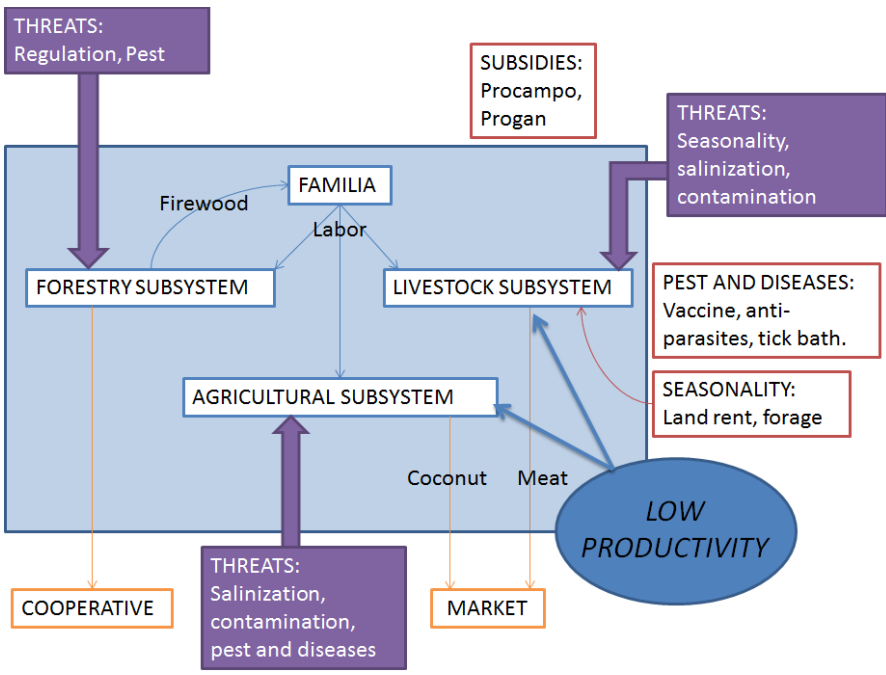 THREATS:
Regulation, Pest
SUBSIDIES:
Procampo,
Progan
THREATS:
Seasonality,
salinization,
contamination
FAMILIA
Firewood
Labor
FORESTRY SUBSYSTEM
LIVESTOCK SUBSYSTEM
PEST AND DISEASES:
Vaccine, anti-
parasites, tick bath.
AGRICULTURAL SUBSYSTEM
SEASONALITY:
Land rent, forage
Coconut
Meat
LOW
PRODUCTIVITY
THREATS:
Salinization,
contamination,
pest and diseases
COOPERATIVE
MARKET